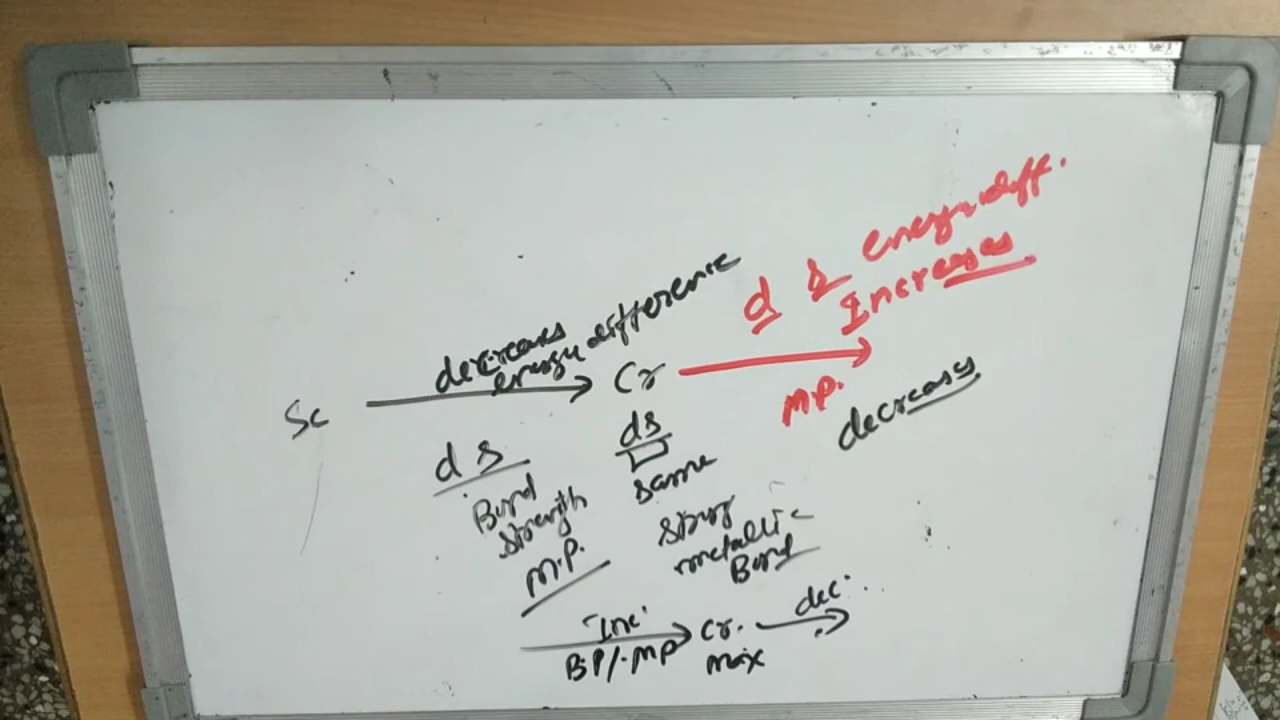 d s energy diff.
Increases
decreases
energy difference
Sc
Cr
M.P.
decreases
d s
Bond
Strength
M.P.
ds
Same
Strong
metallic
Bond
Inc.
B.P/.MP
Cr.
max
dec.